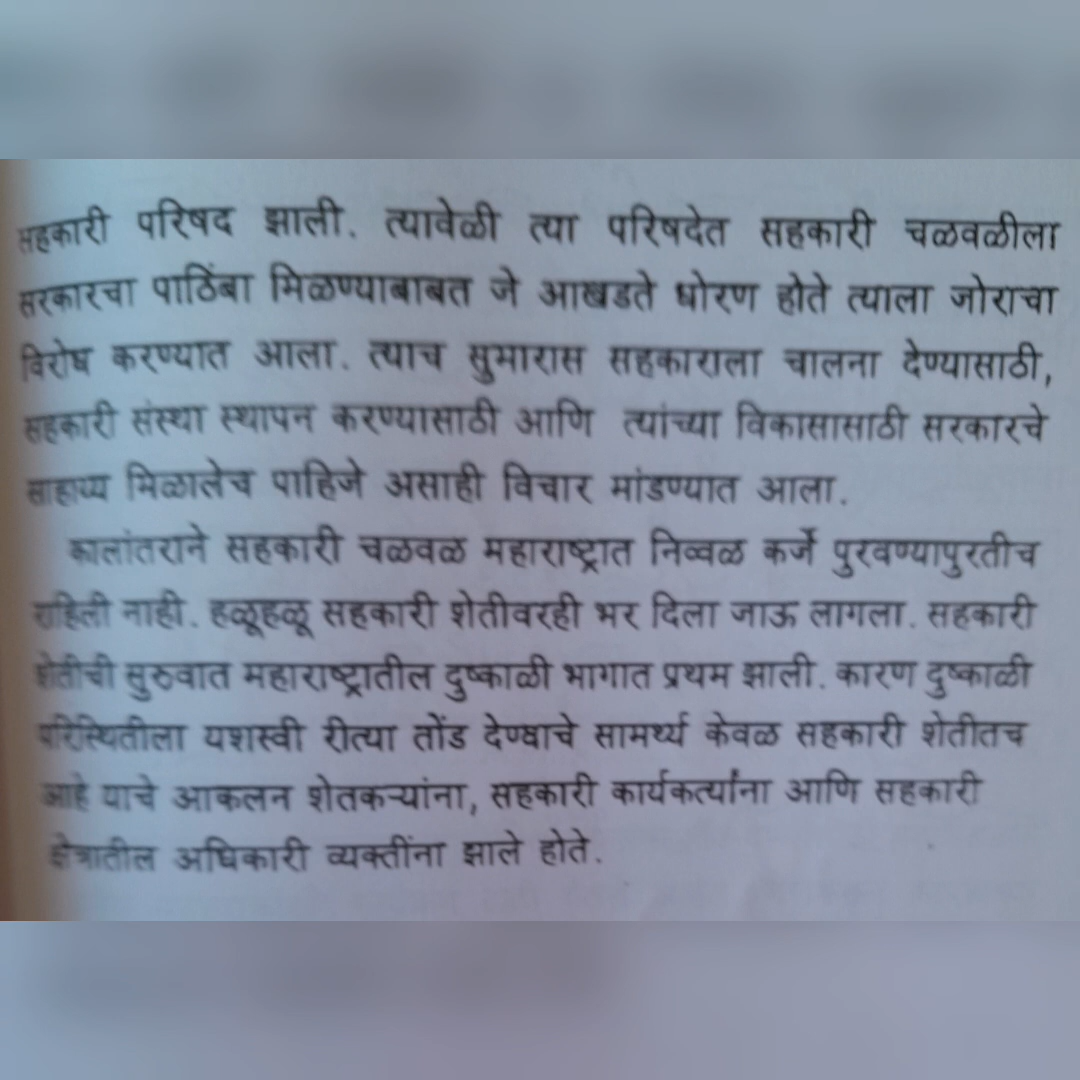 सहकारी परिषद झाली. त्यावेळी त्या परिषदेत सहकारी चळवळीला
सरकारचा पाठिंबा मिळण्याबाबत जे आखडते धोरण होते त्याला जोराचा
विरोध करण्यात आला. त्याच सुमारास सहकाराला चालना देण्यासाठी,
सहकारी संस्था स्थापन करण्यासाठी आणि त्यांच्या विकासासाठी सरकारचे
साहाय्य मिळालेच पाहिजे असाही विचार मांडण्यात आला.
कालांतराने सहकारी चळवळ महाराष्ट्रात निव्वळ कर्जे पुरवण्यापुरतीच
राहिली नाही. हळूहळू सहकारी शेतीवरही भर दिला जाऊ लागला. सहकारी
शेतीची सुरुवात महाराष्ट्रातील दुष्काळी भागात प्रथम झाली. कारण दुष्काळी
परिस्थितीला यशस्वी रीत्या तोंड देण्याचे सामर्थ्य केवळ सहकारी शेतीतच
आहे याचे आकलन शेतकऱ्यांना, सहकारी कार्यकर्त्यांना आणि सहकारी
क्षेत्रातील अधिकारी व्यक्तींना झाले होते.